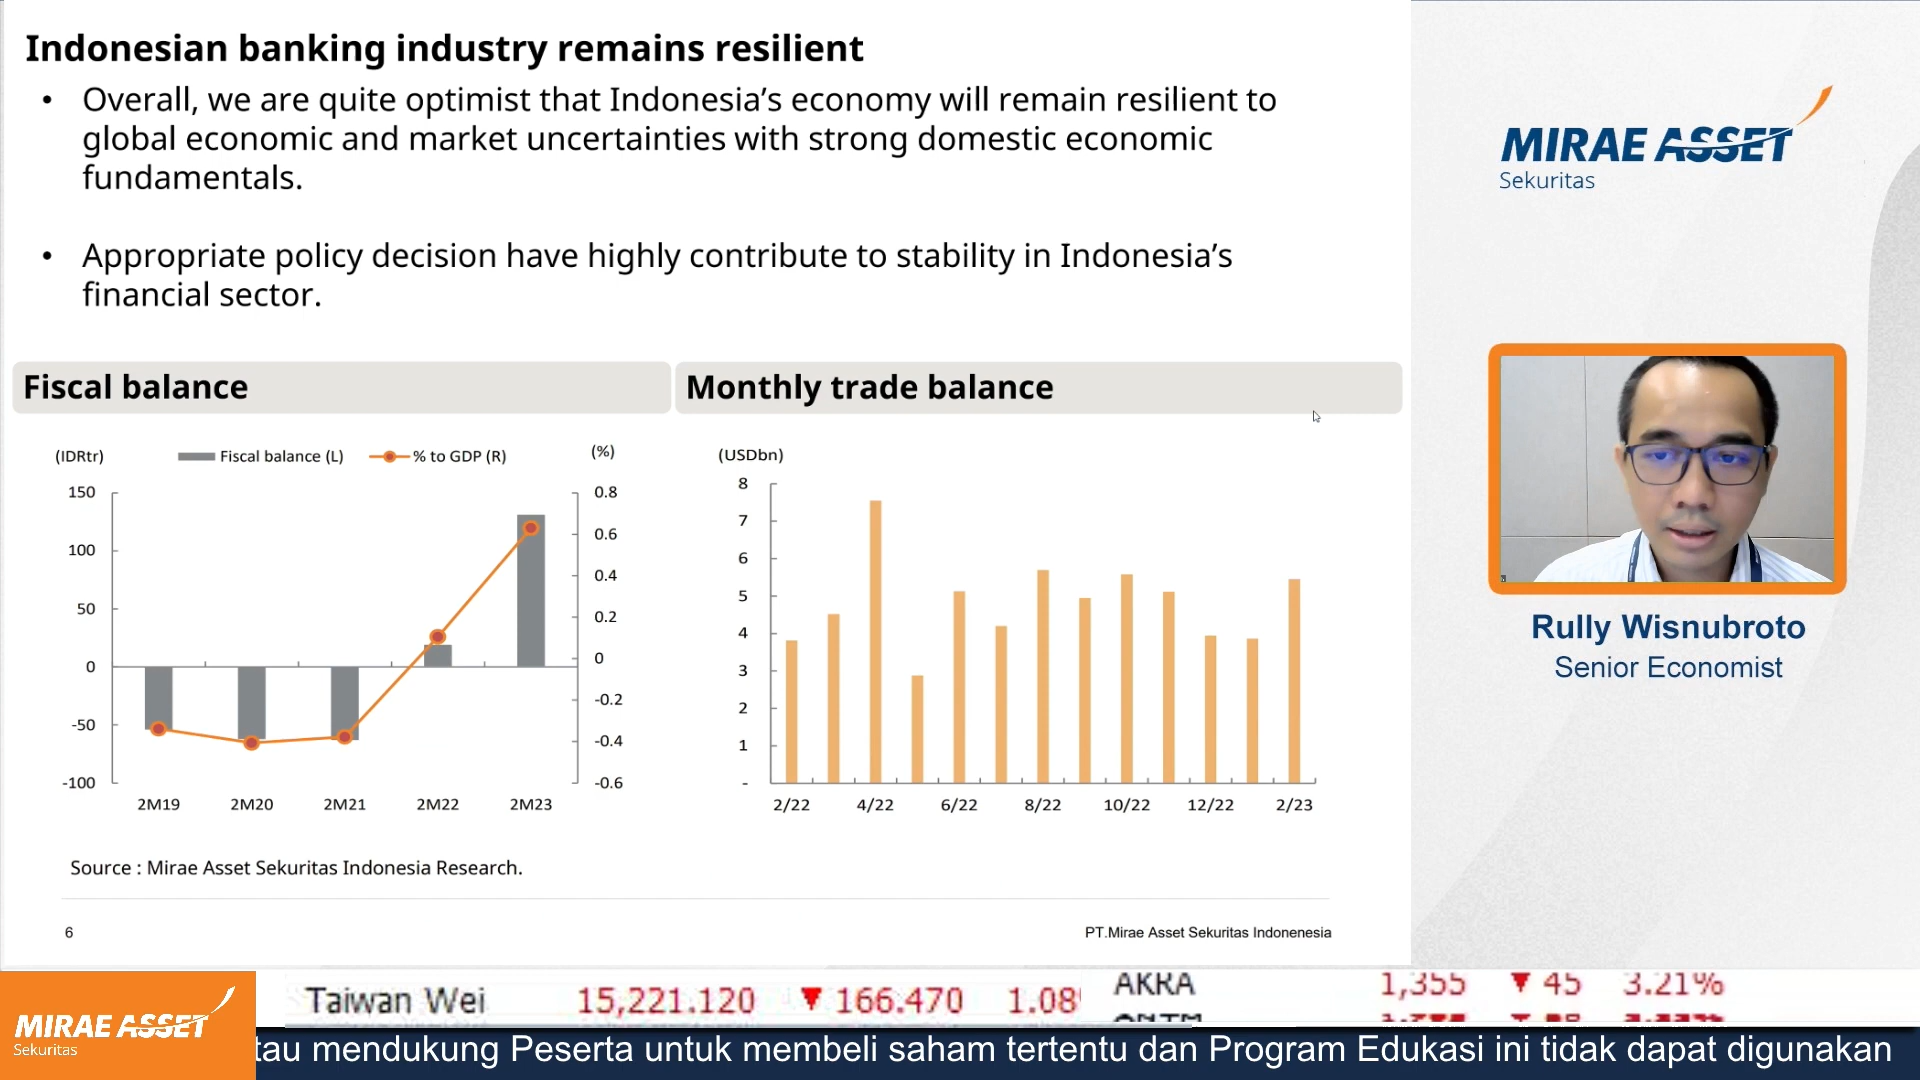 Indonesian banking industry remains resilient
• Overall, we are quite optimist that Indonesia’s economy will remain resilient to
global economic and market uncertainties with strong domestic economic
fundamentals.
• Appropriate policy decision have highly contribute to stability in Indonesia’s
financial sector.
Fiscal balance
(IDRtr)
Fiscal balance (L)
% to GDP (R)
(%)
150
100
50
0
-50
-100
0.8
0.6
0.4
0.2
0
-0.2
-0.4
-0.6
2M19 2M20 2M21 2M22 2M23
Monthly trade balance
(USDbn)
8
7
6
5
4
3
2
1
-
2/22 4/22 6/22 8/22 10/22 12/22 2/23
Source : Mirae Asset Sekuritas Indonesia Research.
6
PT.Mirae Asset Sekuritas Indonenesia
MIRAE ASSET
Sekuritas
Rully Wisnubroto
Senior Economist
MIRAE ASSET
Sekuritas
Taiwan Wei 15,221.120 ▼ 166.470 1.08
AKRA 1,355 ▼ 45 3.21%
tau mendukung Peserta untuk membeli saham tertentu dan Program Edukasi ini tidak dapat digunakan